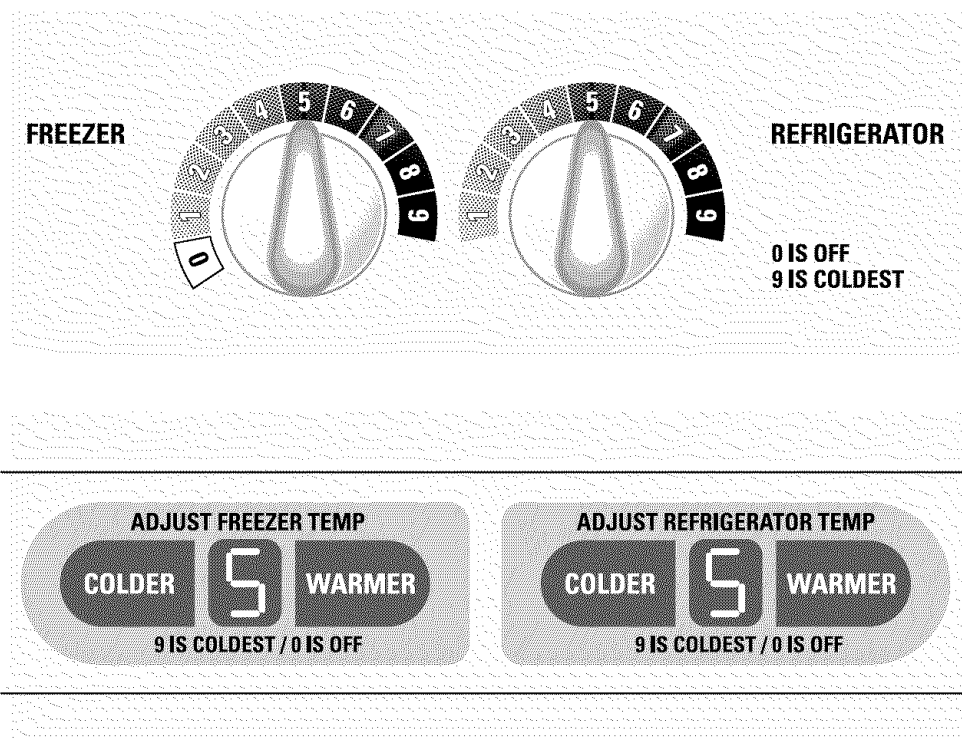 FREEZER
0
1
2
3
4
5
6
7
8
9
1
2
3
4
5
6
7
8
9
REFRIGERATOR
0 IS OFF
9 IS COLDEST
ADJUST FREEZER TEMP
COLDER 5 WARMER
9 IS COLDEST / 0 IS OFF
ADJUST REFRIGERATOR TEMP
COLDER 5 WARMER
9 IS COLDEST / 0 IS OFF